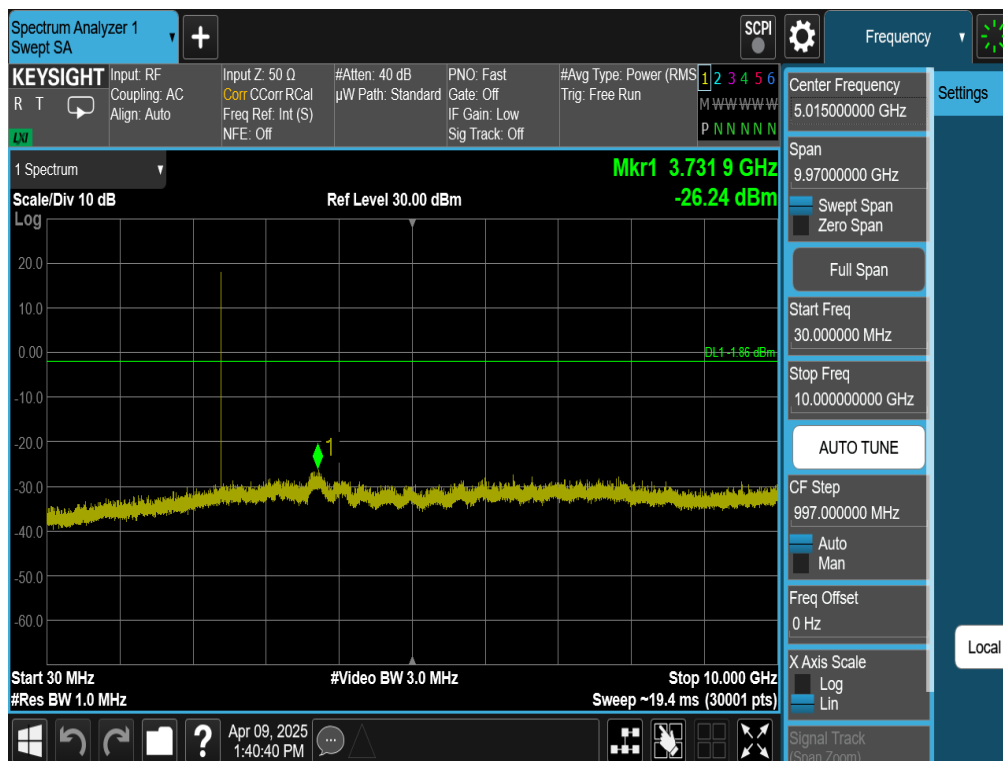 Spectrum Analyzer 1
Swept SA
SCPI
Frequency
KEYSIGHT
R T
LXI
Input: RF
Coupling: AC
Align: Auto
Input Z: 50 Ω
Corr CCorr RCal
Freq Ref: Int (S)
NFE: Off
#Atten: 40 dB
µW Path: Standard
PNO: Fast
Gate: Off
IF Gain: Low
Sig Track: Off
#Avg Type: Power (RMS
Trig: Free Run
1 2 3 4 5 6
M W W W W W
P N N N N N
1 Spectrum
Mkr1 3.731 9 GHz
-26.24 dBm
Scale/Div 10 dB
Ref Level 30.00 dBm
Log
20.0
10.0
0.00
DL1 -1.86 dBm
-10.0
-20.0
1
-30.0
-40.0
-50.0
-60.0
Start 30 MHz
#Video BW 3.0 MHz
Stop 10.000 GHz
#Res BW 1.0 MHz
Sweep ~19.4 ms (30001 pts)
Apr 09, 2025
1:40:40 PM
Center Frequency
5.015000000 GHz
Span
9.97000000 GHz
Swept Span
Zero Span
Full Span
Start Freq
30.000000 MHz
Stop Freq
10.000000000 GHz
AUTO TUNE
CF Step
997.000000 MHz
Auto
Man
Freq Offset
0 Hz
X Axis Scale
Log
Lin
Signal Track
(Span Zoom)
Settings
Local